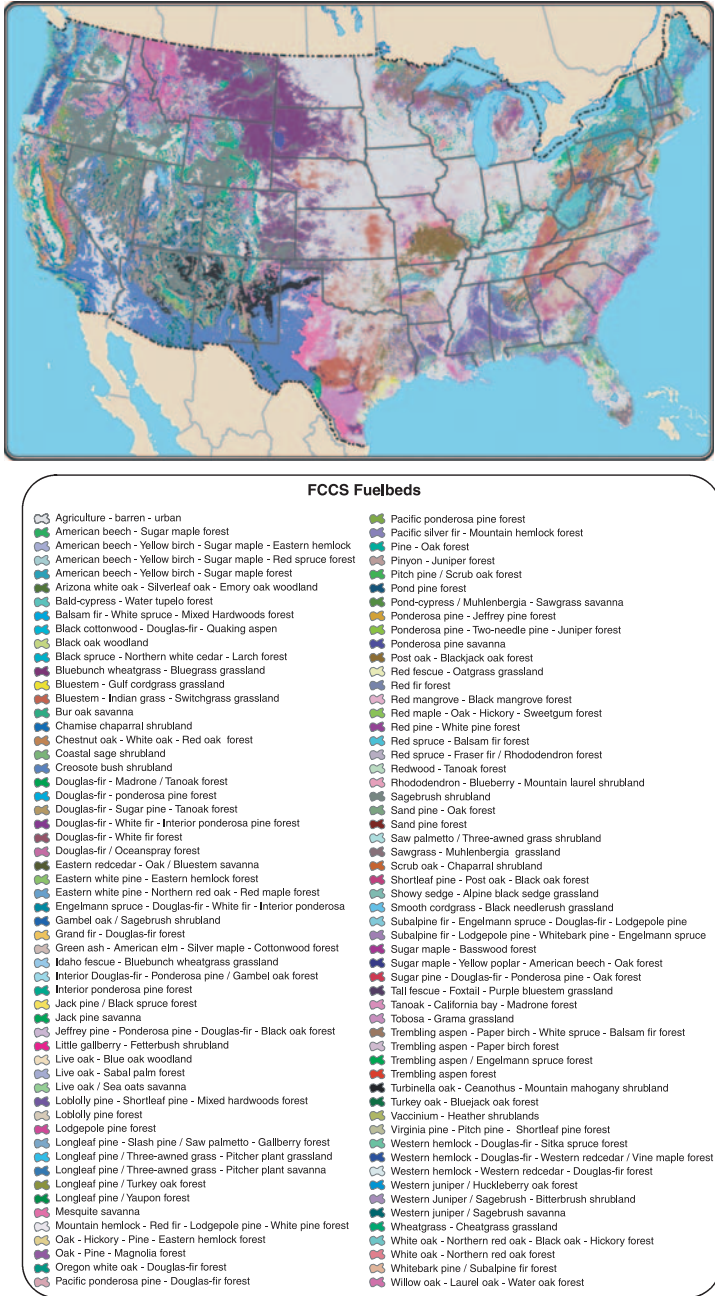 FCCS Fuelbeds
Agriculture - barren - urban
American beech - Sugar maple forest
American beech - Yellow birch - Sugar maple - Eastern hemlock
American beech - Yellow birch - Sugar maple - Red spruce forest
American beech - Yellow birch - Sugar maple forest
Arizona white oak - Silverleaf oak - Emory oak woodland
Bald-cypress - Water tupelo forest
Balsam fir - White spruce - Mixed Hardwoods forest
Black cottonwood - Douglas-fir - Quaking aspen
Black oak woodland
Black spruce - Northern white cedar - Larch forest
Bluebunch wheatgrass - Bluegrass grassland
Bluestem - Gulf cordgrass grassland
Bluestem - Indian grass - Switchgrass grassland
Bur oak savanna
Chamise chaparral shrubland
Chestnut oak - White oak - Red oak forest
Coastal sage shrubland
Creosote bush shrubland
Douglas-fir - Madrone / Tanoak forest
Douglas-fir - ponderosa pine forest
Douglas-fir - Sugar pine - Tanoak forest
Douglas-fir - White fir - Interior ponderosa pine forest
Douglas-fir - White fir forest
Douglas-fir / Oceanspray forest
Eastern redcedar - Oak / Bluestem savanna
Eastern white pine - Eastern hemlock forest
Eastern white pine - Northern red oak - Red maple forest
Engelmann spruce - Douglas-fir - White fir - Interior ponderosa
Gambel oak / Sagebrush shrubland
Grand fir - Douglas-fir forest
Green ash - American elm - Silver maple - Cottonwood forest
Idaho fescue - Bluebunch wheatgrass grassland
Interior Douglas-fir - Ponderosa pine / Gambel oak forest
Interior ponderosa pine forest
Jack pine / Black spruce forest
Jack pine savanna
Jeffrey pine - Ponderosa pine - Douglas-fir - Black oak forest
Little gallberry - Fetterbush shrubland
Live oak - Blue oak woodland
Live oak - Sabal palm forest
Live oak / Sea oats savanna
Loblolly pine - Shortleaf pine - Mixed hardwoods forest
Loblolly pine forest
Lodgepole pine forest
Longleaf pine - Slash pine / Saw palmetto - Gallberry forest
Longleaf pine / Three-awned grass - Pitcher plant grassland
Longleaf pine / Three-awned grass - Pitcher plant savanna
Longleaf pine / Turkey oak forest
Longleaf pine / Yaupon forest
Mesquite savanna
Mountain hemlock - Red fir - Lodgepole pine - White pine forest
Oak - Hickory - Pine - Eastern hemlock forest
Oak - Pine - Magnolia forest
Oregon white oak - Douglas-fir forest
Pacific ponderosa pine - Douglas-fir forest
Pacific ponderosa pine forest
Pacific silver fir - Mountain hemlock forest
Pine - Oak forest
Pinyon - Juniper forest
Pitch pine / Scrub oak forest
Pond pine forest
Pond-cypress / Muhlenbergia - Sawgrass savanna
Ponderosa pine - Jeffrey pine forest
Ponderosa pine - Two-needle pine - Juniper forest
Ponderosa pine savanna
Post oak - Blackjack oak forest
Red fescue - Oatgrass grassland
Red fir forest
Red mangrove - Black mangrove forest
Red maple - Oak - Hickory - Sweetgum forest
Red pine - White pine forest
Red spruce - Balsam fir forest
Red spruce - Fraser fir / Rhododendron forest
Redwood - Tanoak forest
Rhododendron - Blueberry - Mountain laurel shrubland
Sagebrush shrubland
Sand pine - Oak forest
Sand pine forest
Saw palmetto / Three-awned grass shrubland
Sawgrass - Muhlenbergia grassland
Scrub oak - Chaparral shrubland
Shortleaf pine - Post oak - Black oak forest
Showy sedge - Alpine black sedge grassland
Smooth cordgrass - Black needlerush grassland
Subalpine fir - Engelmann spruce - Douglas-fir - Lodgepole pine
Subalpine fir - Lodgepole pine - Whitebark pine - Engelmann spruce
Sugar maple - Basswood forest
Sugar maple - Yellow poplar - American beech - Oak forest
Sugar pine - Douglas-fir - Ponderosa pine - Oak forest
Tall fescue - Foxtail - Purple bluestem grassland
Tanoak - California bay - Madrone forest
Tobosa - Grama grassland
Trembling aspen - Paper birch - White spruce - Balsam fir forest
Trembling aspen - Paper birch forest
Trembling aspen / Engelmann spruce forest
Trembling aspen forest
Turbinella oak - Ceanothus - Mountain mahogany shrubland
Turkey oak - Bluejack oak forest
Vaccinium - Heather shrublands
Virginia pine - Pitch pine - Shortleaf pine forest
Western hemlock - Douglas-fir - Sitka spruce forest
Western hemlock - Douglas-fir - Western redcedar / Vine maple forest
Western hemlock - Western redcedar - Douglas-fir forest
Western juniper / Huckleberry oak forest
Western Juniper / Sagebrush - Bitterbrush shrubland
Western juniper / Sagebrush savanna
Wheatgrass - Cheatgrass grassland
White oak - Northern red oak - Black oak - Hickory forest
White oak - Northern red oak forest
Whitebark pine / Subalpine fir forest
Willow oak - Laurel oak - Water oak forest